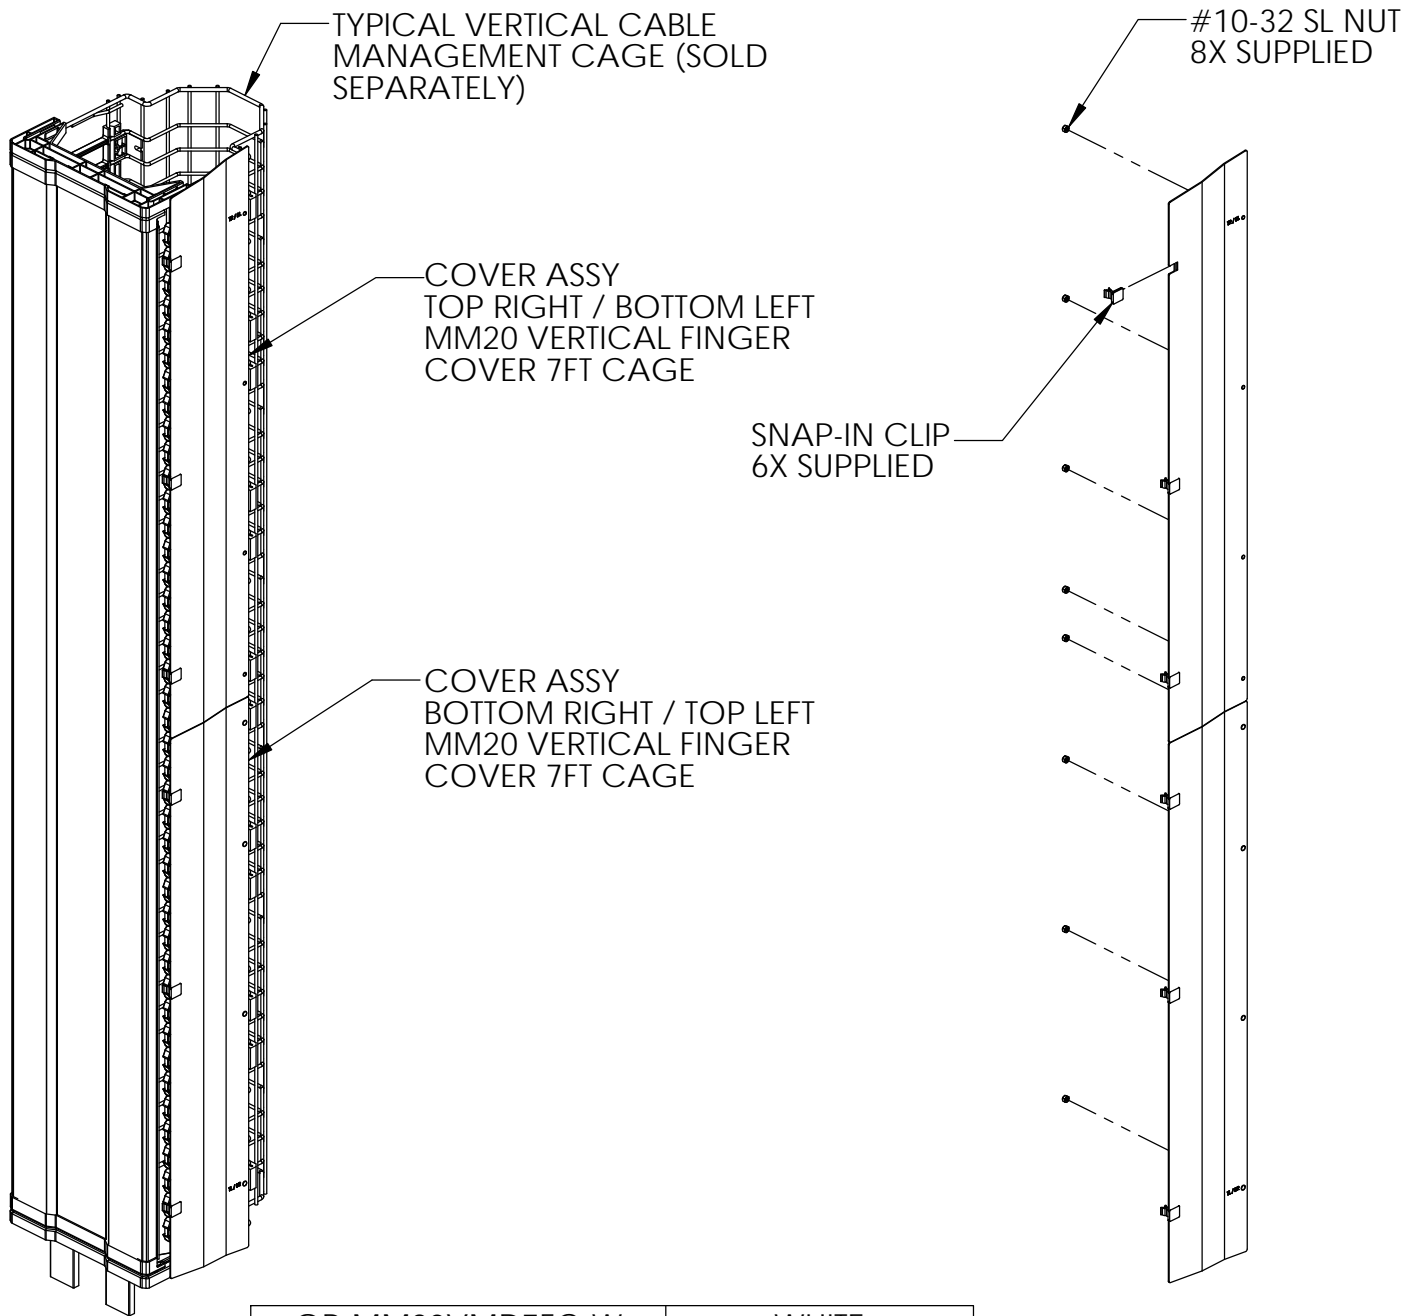 TYPICAL VERTICAL CABLE
MANAGEMENT CAGE (SOLD
SEPARATELY)
#10-32 SL NUT
8X SUPPLIED
COVER ASSY
TOP RIGHT / BOTTOM LEFT
MM20 VERTICAL FINGER
COVER 7FT CAGE
SNAP-IN CLIP
6X SUPPLIED
COVER ASSY
BOTTOM RIGHT / TOP LEFT
MM20 VERTICAL FINGER
COVER 7FT CAGE